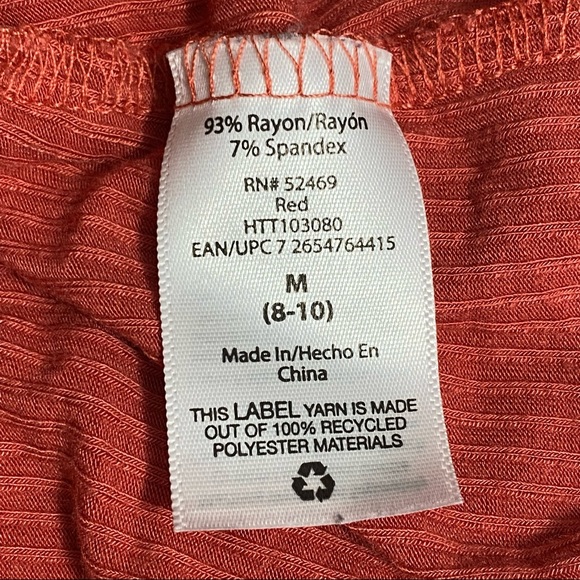 93% Rayon/Rayón
7% Spandex
RN# 52469
Red
HTT103080
EAN/UPC 7 2654764415
M
(8-10)
Made In/Hecho En
China
THIS LABEL YARN IS MADE
OUT OF 100% RECYCLED
POLYESTER MATERIALS